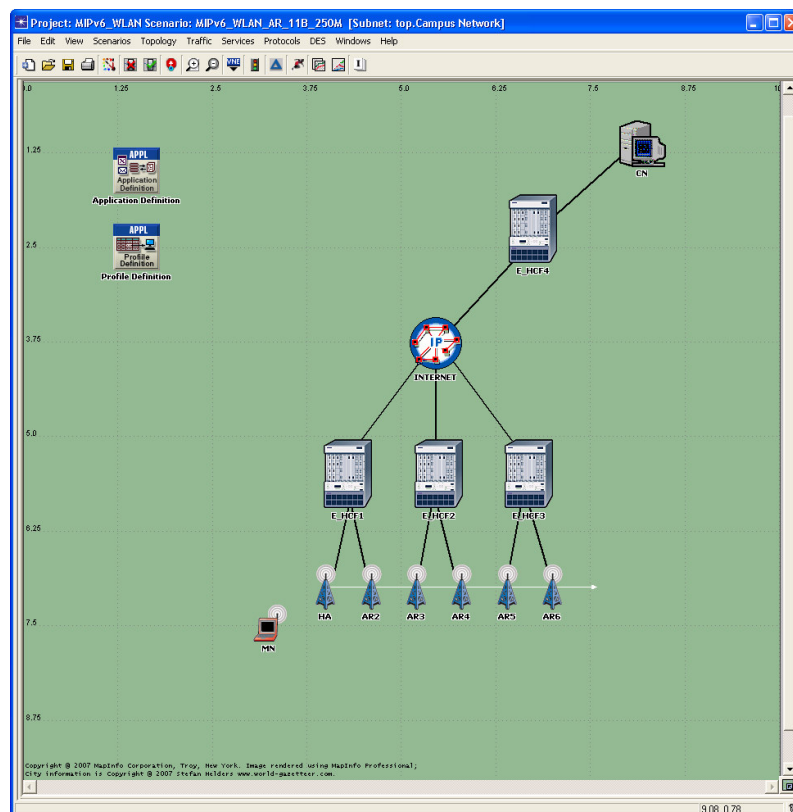 Project: MIPv6_WLAN Scenario: MIPv6_WLAN_AR_11B_250M [Subnet: top.Campus Network]
File Edit View Scenarios Topology Traffic Services Protocols DES Windows Help
VNE
0.0 1.25 2.5 3.75 5.0 6.25 7.5 8.75 10
1.25
APPL
Application
Definition
Application Definition
CN
APPL
Profile
Definition
Profile Definition
2.5
E_HCF4
3.75
IP
INTERNET
5.0
E_HCF1 E_HCF2 E_HCF3
6.25
HA AR2 AR3 AR4 AR5 AR6
7.5
MN
8.75
Copyright @ 2007 MapInfo Corporation, Troy, New York. Image rendered using MapInfo Professional;
City information is Copyright @ 2007 Stefan Helders www.world-gazetteer.com.
9.08, 0.78